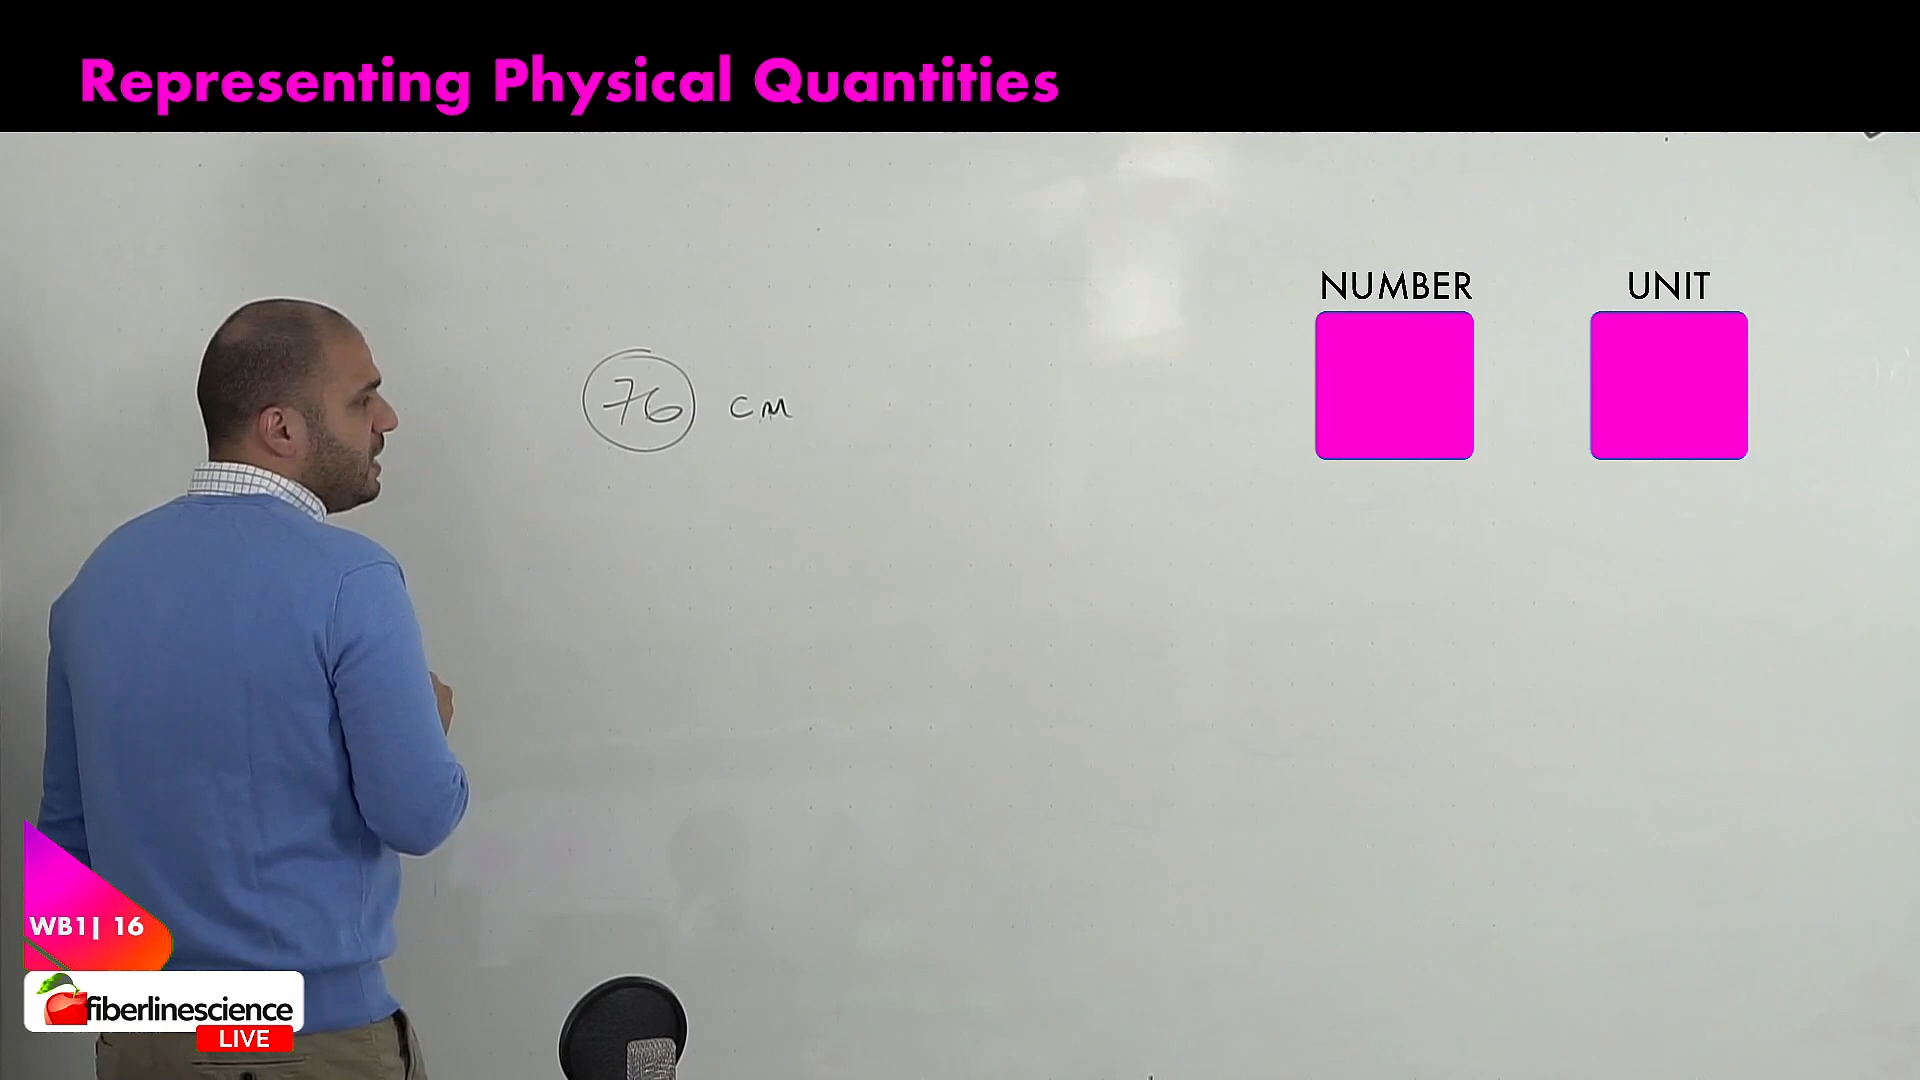 Representing Physical Quantities
NUMBER UNIT
76 cm
WB1| 16
fiberlinescience
LIVE